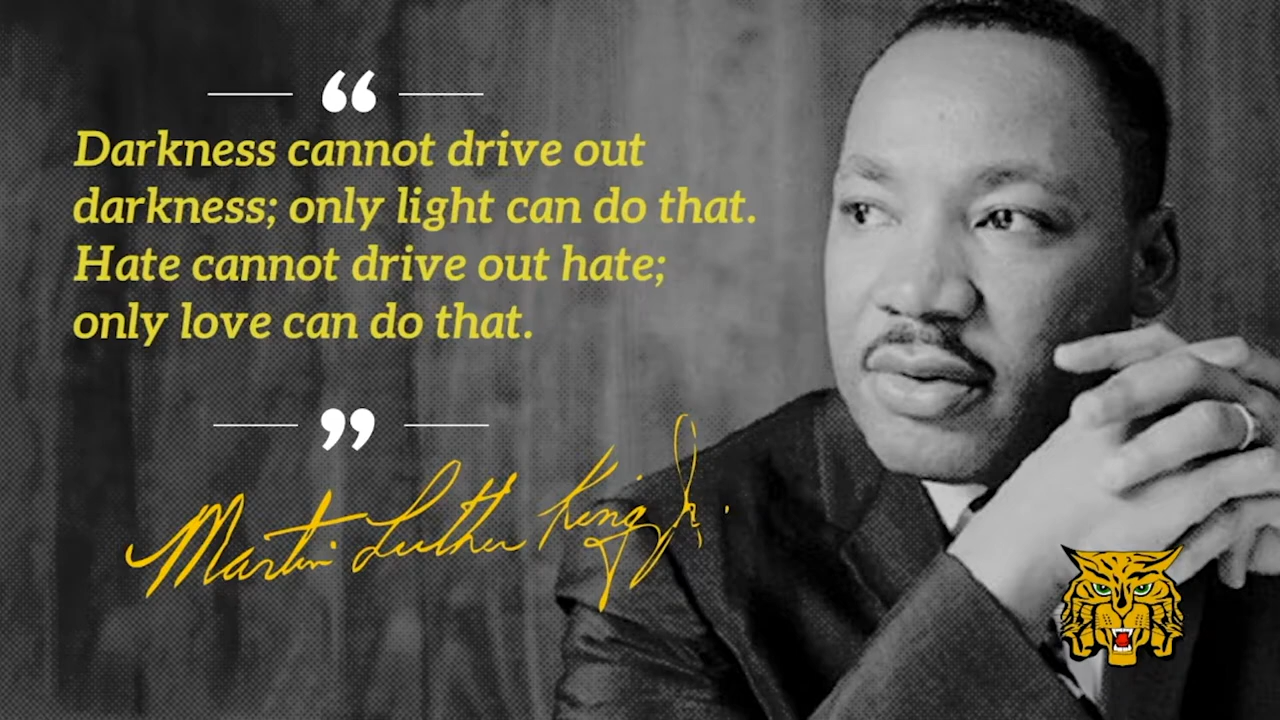 “
Darkness cannot drive out
darkness; only light can do that.
Hate cannot drive out hate;
only love can do that.
”
Martin Luther King Jr.